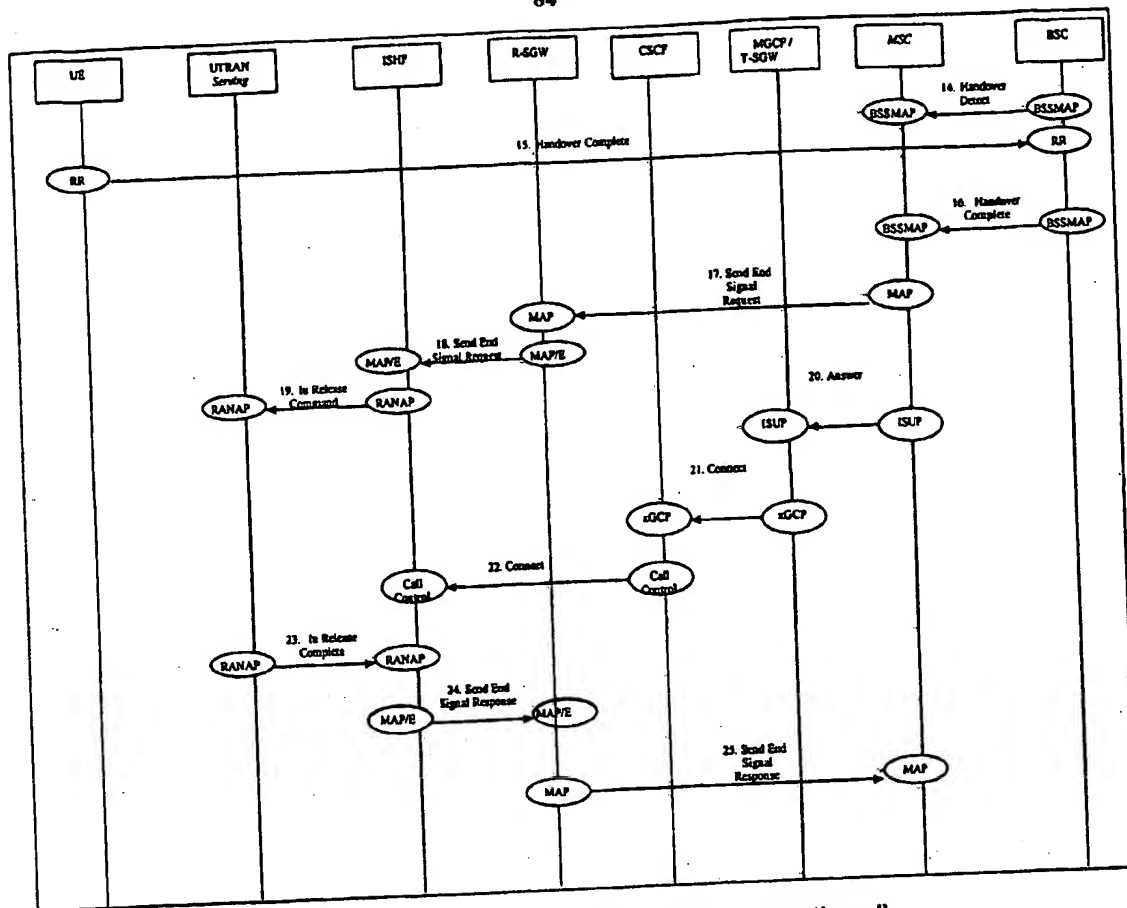 84
UE
UTRAN
Serving
ISHF
R-SGW
CSCF
MGCF /
T-SGW
MSC
BSC
14. Handover
Detect
BSSMAP
BSSMAP
15. Handover Complete
RR
RR
16. Handover
Complete
BSSMAP
BSSMAP
17. Send End
Signal
Request
MAP
MAP
18. Send End
Signal Request
MAP/E
MAP/E
19. Iu Release
Command
RANAP
RANAP
20. Answer
ISUP
ISUP
21. Connect
xGCP
xGCP
22. Connect
Call
Control
Call
Control
23. Iu Release
Complete
RANAP
RANAP
24. Send End
Signal Response
MAP/E
MAP/E
25. Send End
Signal
Response
MAP
MAP